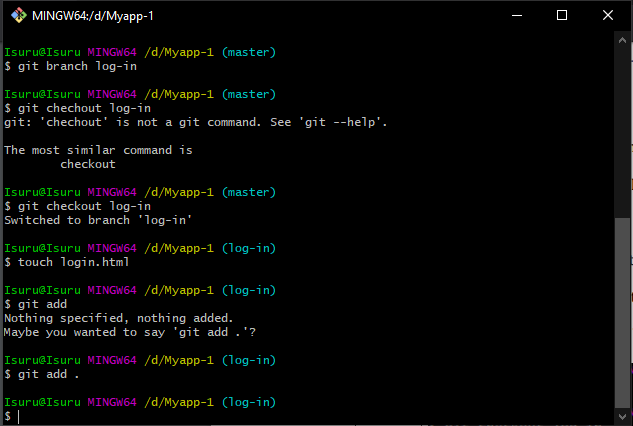 MINGW64:/d/Myapp-1
Isuru@Isuru MINGW64 /d/Myapp-1 (master)
$ git branch log-in
Isuru@Isuru MINGW64 /d/Myapp-1 (master)
$ git chechout log-in
git: 'chechout' is not a git command. See 'git --help'.
The most similar command is
checkout
Isuru@Isuru MINGW64 /d/Myapp-1 (master)
$ git checkout log-in
Switched to branch 'log-in'
Isuru@Isuru MINGW64 /d/Myapp-1 (log-in)
$ touch login.html
Isuru@Isuru MINGW64 /d/Myapp-1 (log-in)
$ git add
Nothing specified, nothing added.
Maybe you wanted to say 'git add .'?
Isuru@Isuru MINGW64 /d/Myapp-1 (log-in)
$ git add .
Isuru@Isuru MINGW64 /d/Myapp-1 (log-in)
$